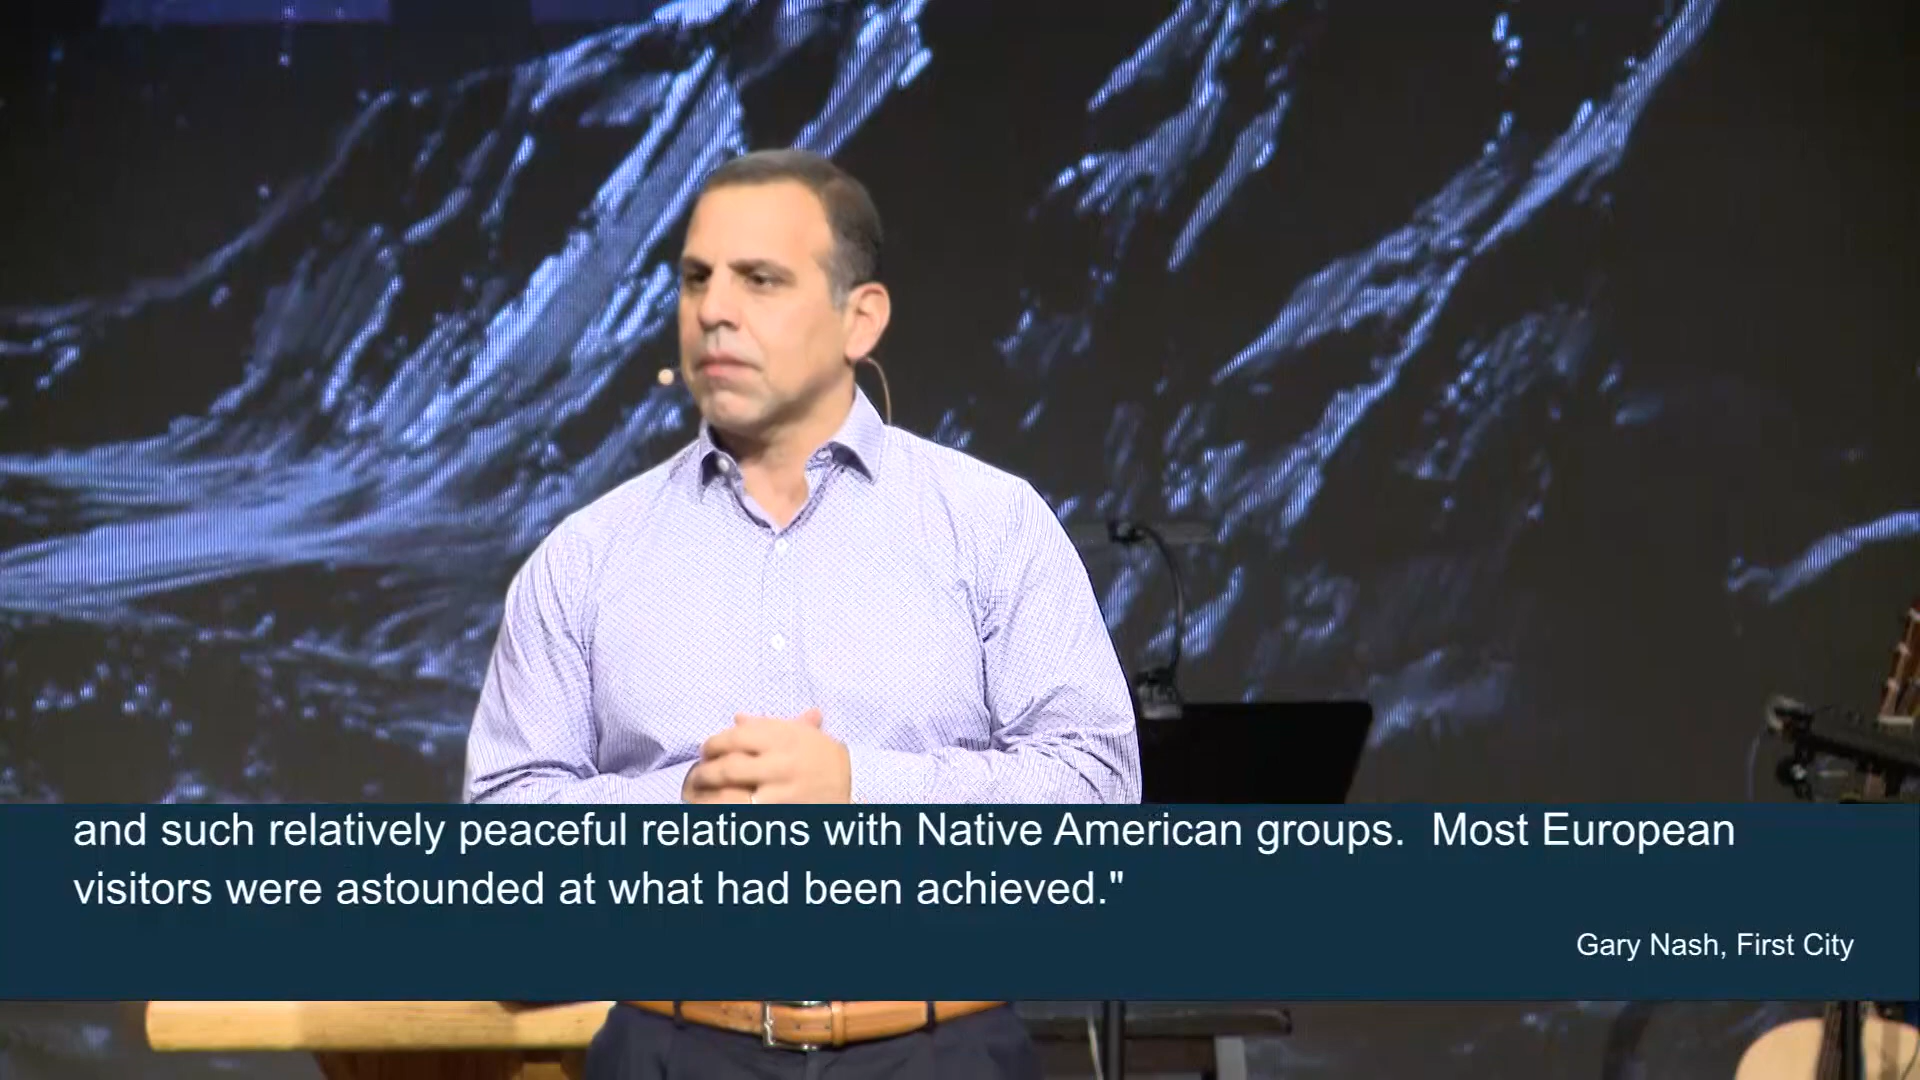 and such relatively peaceful relations with Native American groups.  Most European
visitors were astounded at what had been achieved."
Gary Nash, First City